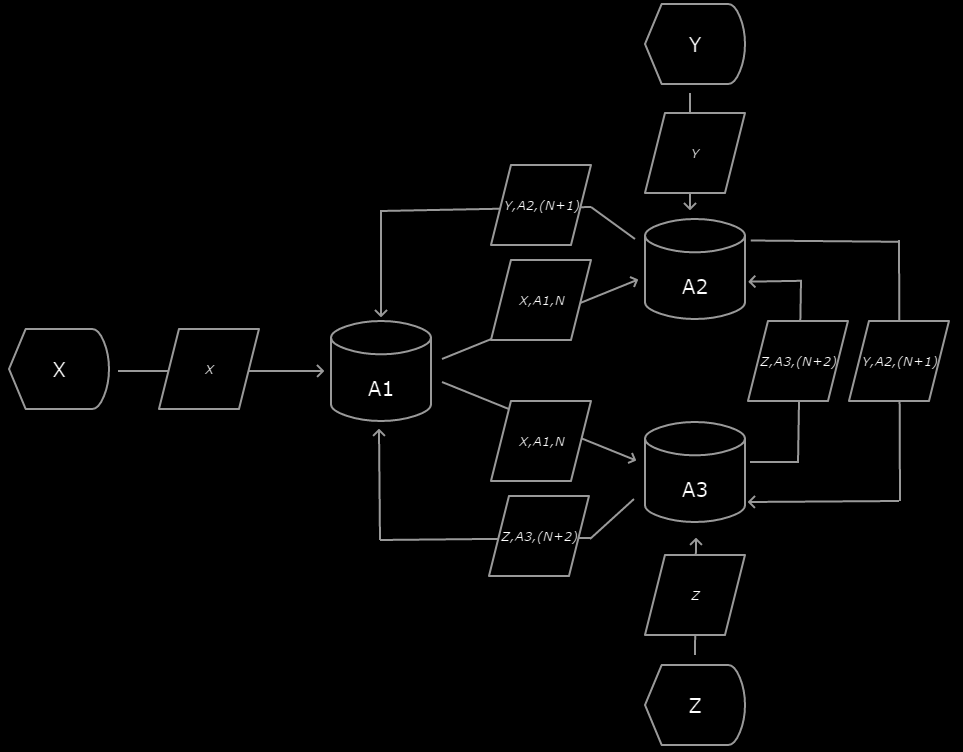 Y
Y
Y,A2,(N+1)
A2
X,A1,N
X
X
A1
Z,A3,(N+2)
Y,A2,(N+1)
X,A1,N
A3
Z,A3,(N+2)
Z
Z